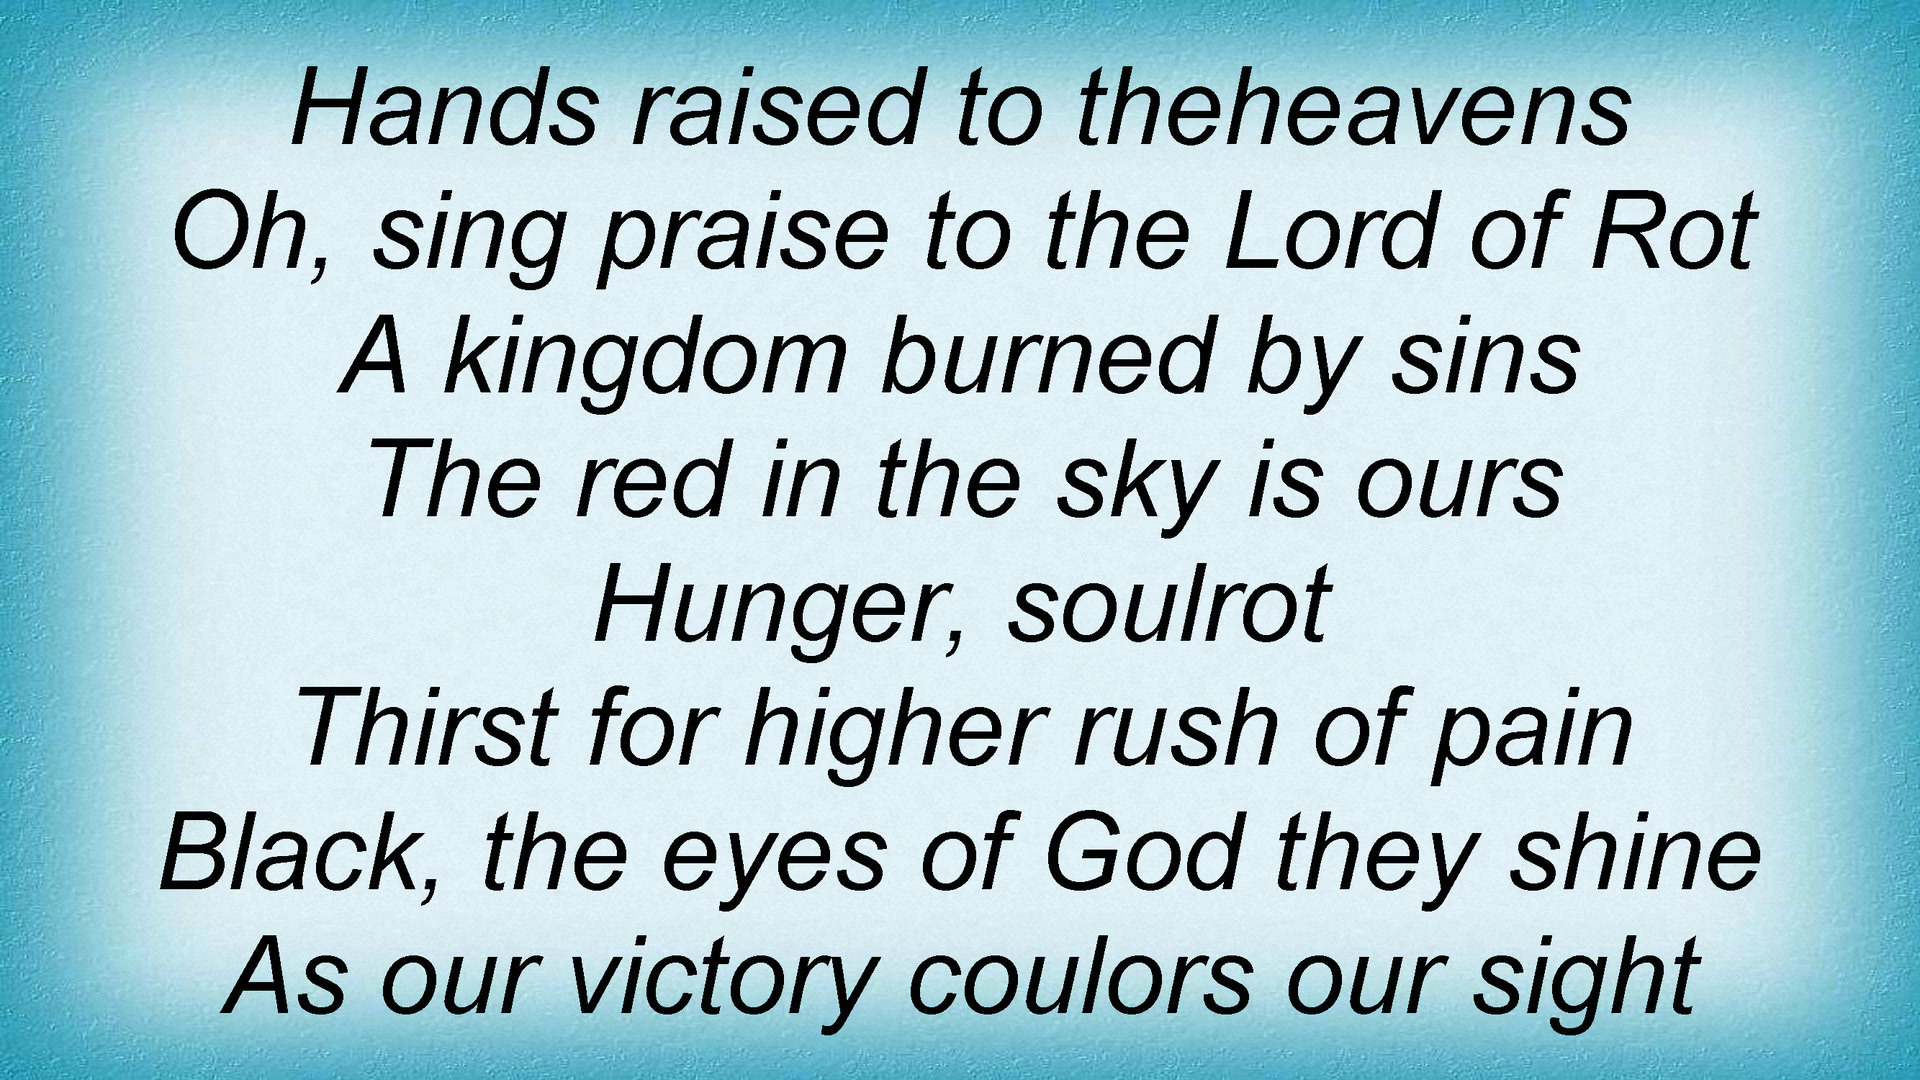 Hands raised to theheavens
Oh, sing praise to the Lord of Rot
A kingdom burned by sins
The red in the sky is ours
Hunger, soulrot
Thirst for higher rush of pain
Black, the eyes of God they shine
As our victory coulors our sight